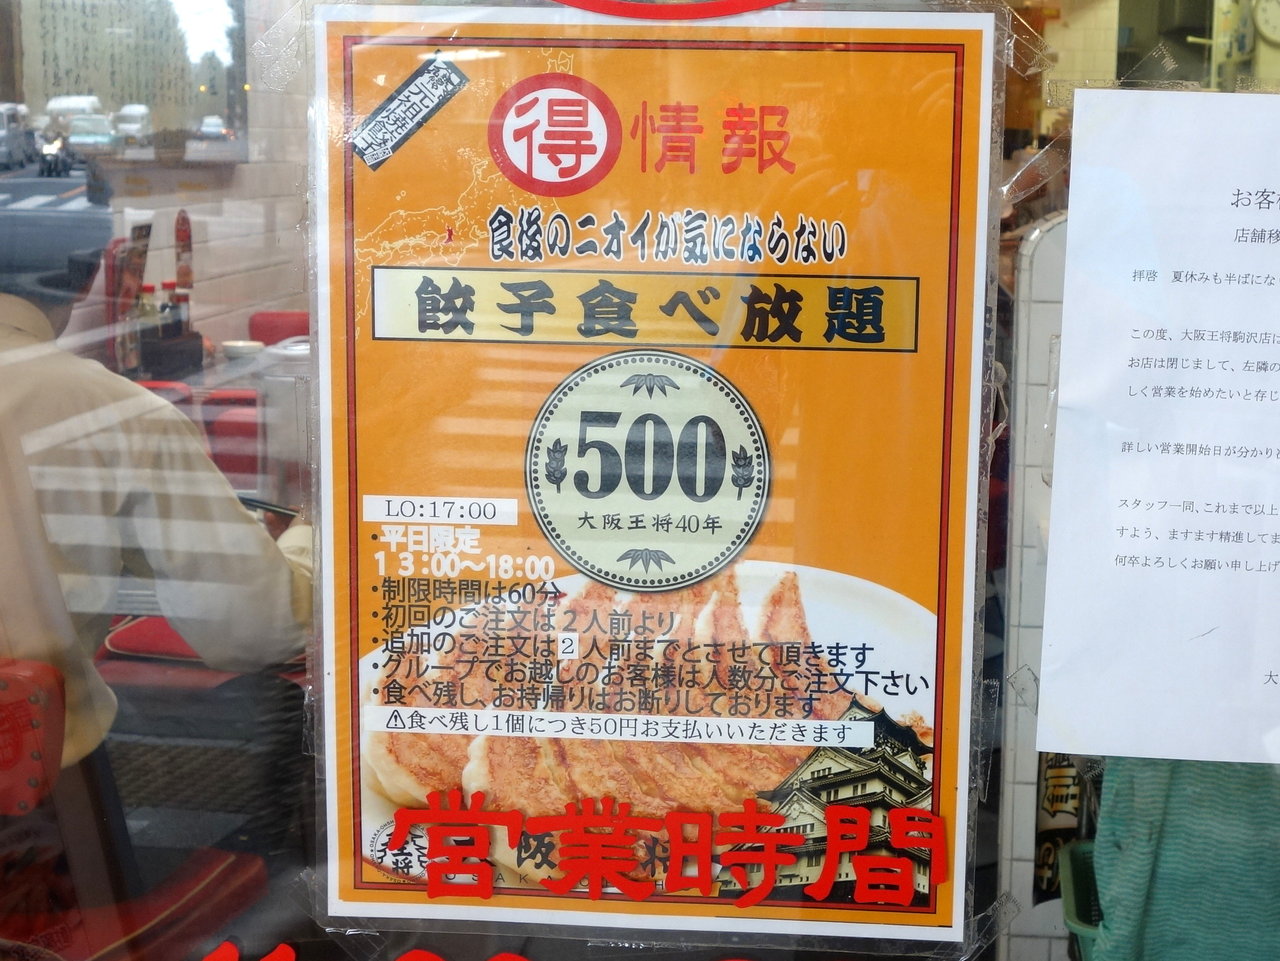 得 情報
食後のニオイが気にならない
餃子食べ放題
500
大阪王将40年
LO:17:00
・平日限定
13:00〜18:00
・制限時間は60分
・初回のご注文は2人前より
・追加のご注文は2人前までとさせて頂きます
・グループでお越しのお客様は人数分ご注文下さい
・食べ残し、お持帰りはお断りしております
⚠食べ残し1個につき50円お支払いいただきます
営業時間
お客
店舗移
拝啓 夏休みも半ばにな
この度、大阪王将駒沢店は
お店は閉じまして、左隣の
しく営業を始めたいと存じ
詳しい営業開始日が分かり
スタッフ一同、これまで以上
すよう、ますます精進してま
何卒よろしくお願い申し上げ
大